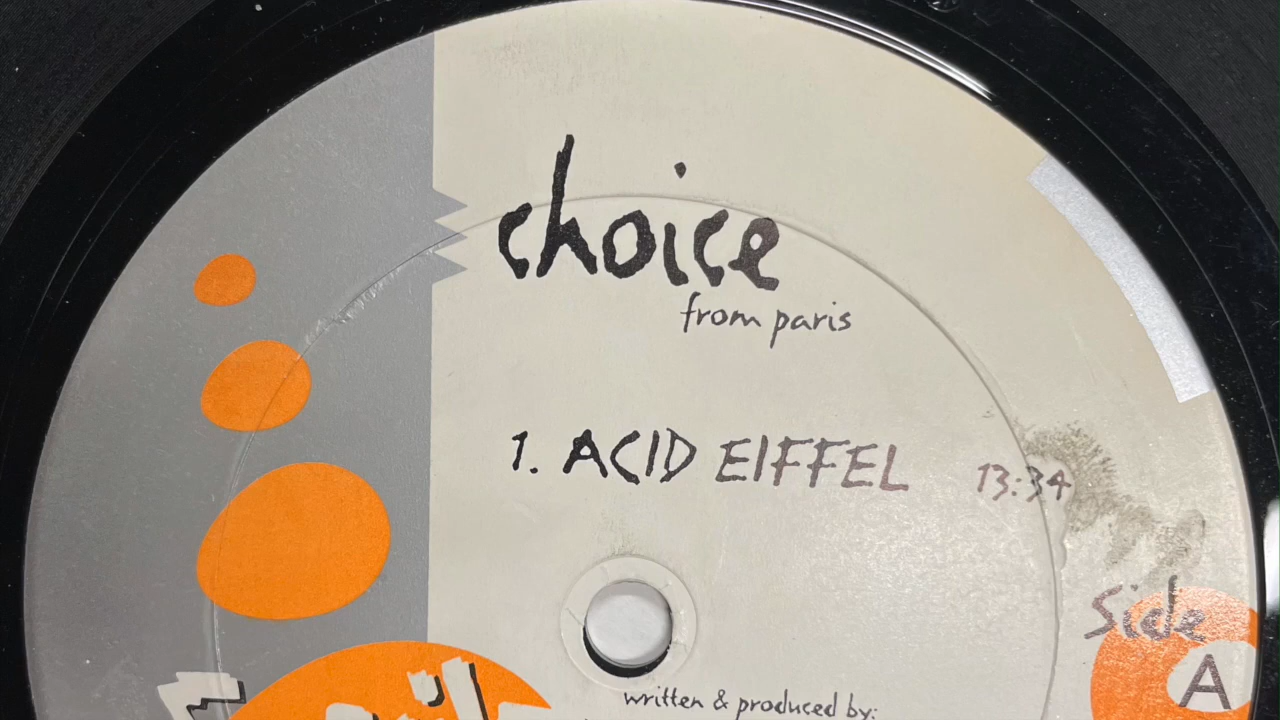 choice
from paris
1. ACID EIFFEL 13:34
Side
A
written & produced by: